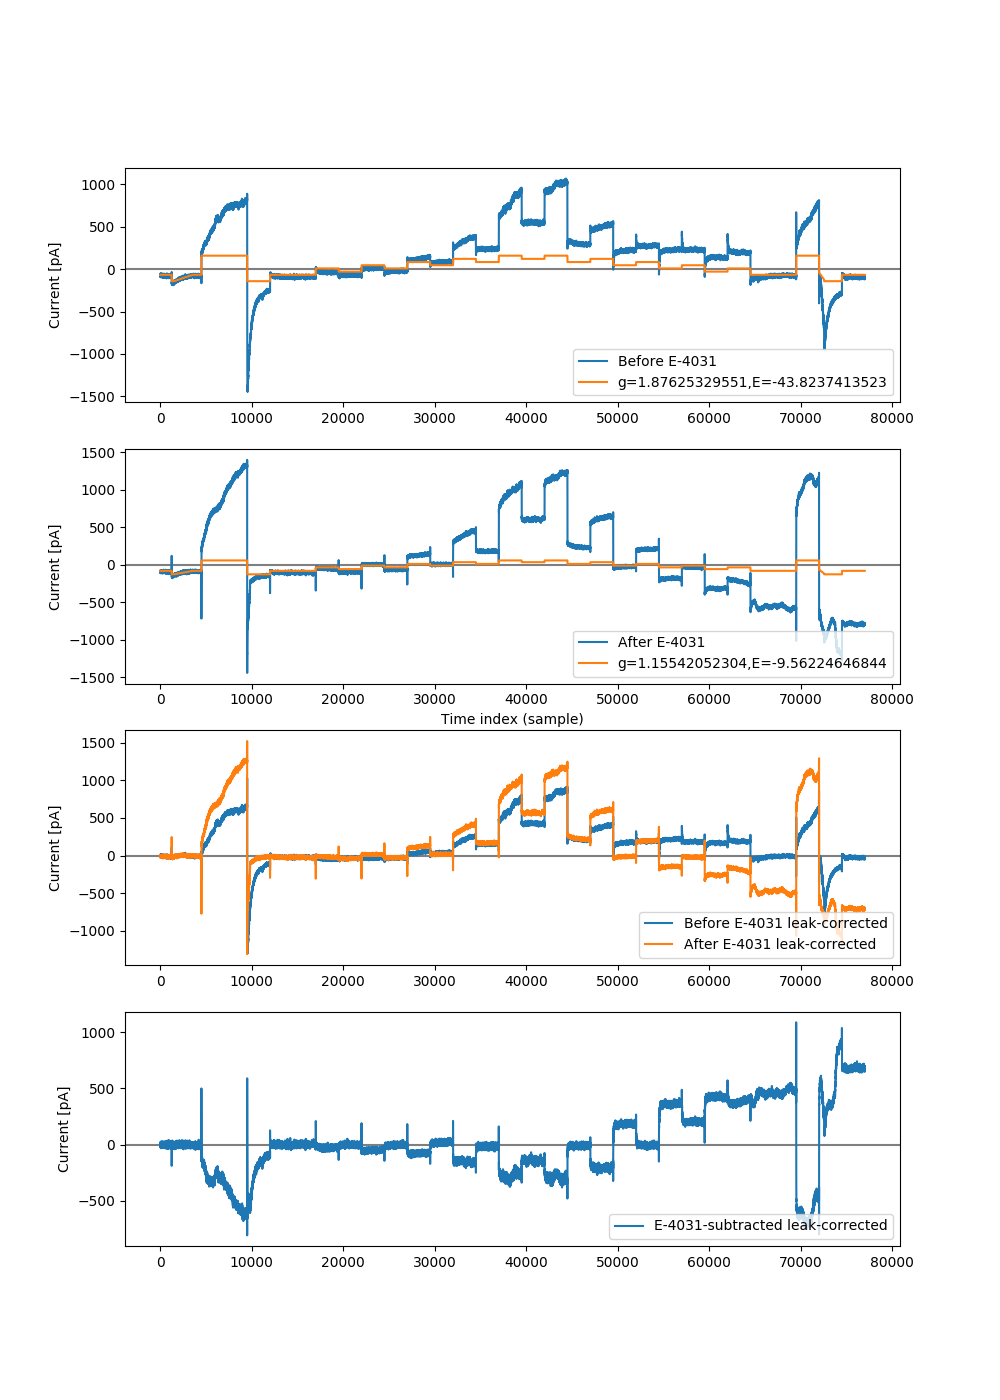 1000
500
0
−500
−1000
−1500
Current [pA]
Before E-4031
g=1.87625329551,E=-43.8237413523
0 10000 20000 30000 40000 50000 60000 70000 80000
1500
1000
500
0
−500
−1000
−1500
Current [pA]
After E-4031
g=1.15542052304,E=-9.56224646844
0 10000 20000 30000 40000 50000 60000 70000 80000
Time index (sample)
1500
1000
500
0
−500
−1000
Current [pA]
Before E-4031 leak-corrected
After E-4031 leak-corrected
0 10000 20000 30000 40000 50000 60000 70000 80000
1000
500
0
−500
Current [pA]
E-4031-subtracted leak-corrected
0 10000 20000 30000 40000 50000 60000 70000 80000